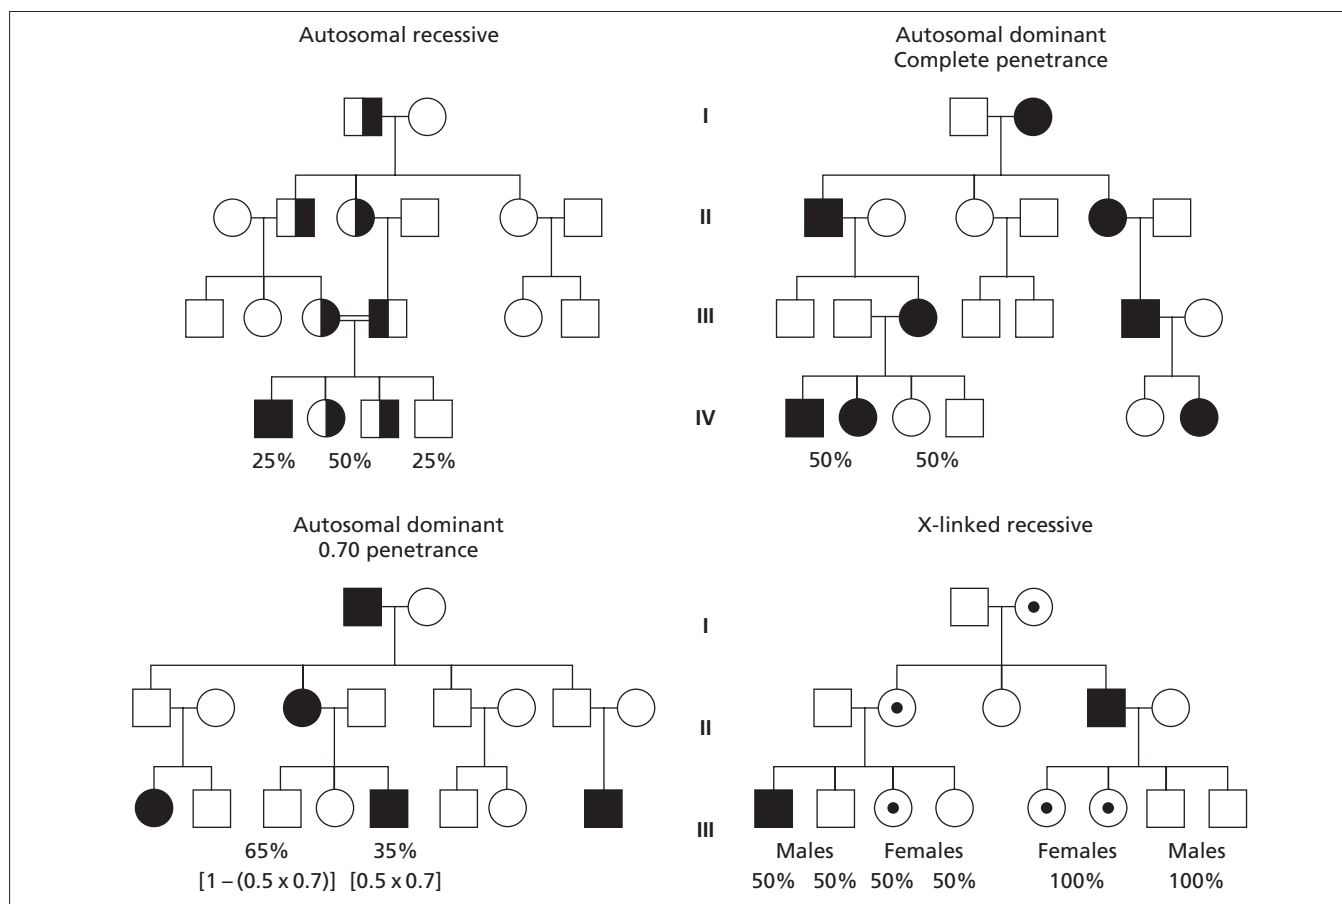 Autosomal recessive
Autosomal dominant
Complete penetrance
I
II
III
IV
25% 50% 25%
50% 50%
Autosomal dominant
0.70 penetrance
X-linked recessive
I
II
III
65% 35%
[1 – (0.5 x 0.7)] [0.5 x 0.7]
Males Females Females Males
50% 50% 50% 50% 100% 100%